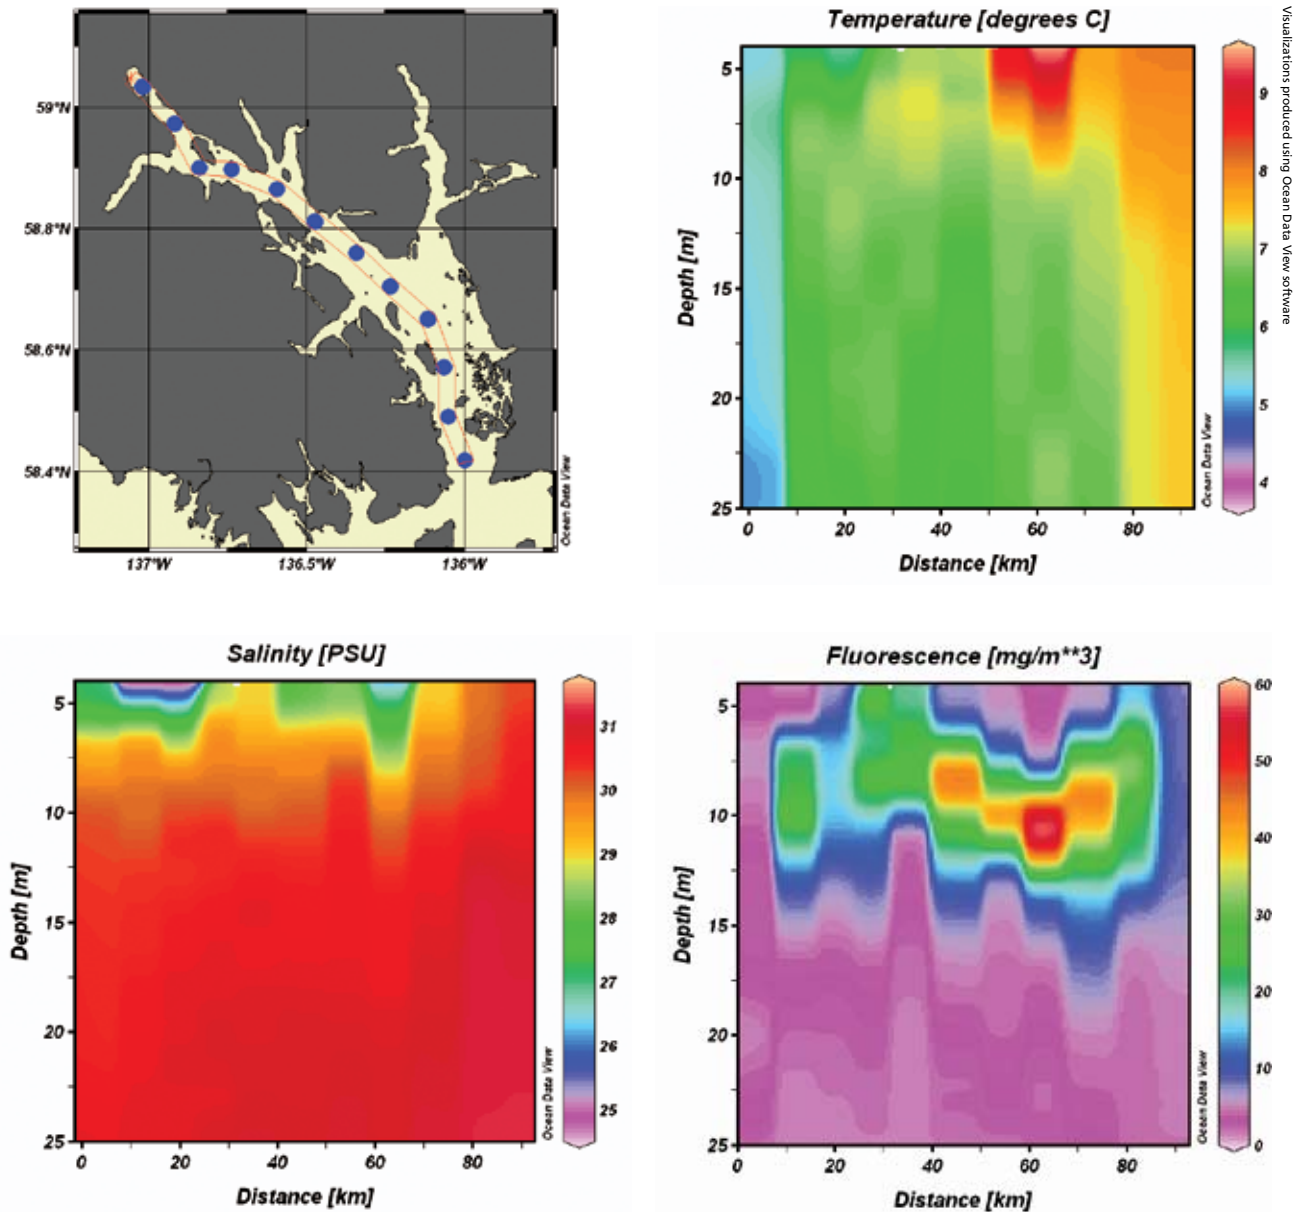 59°N
58.8°N
58.6°N
58.4°N
137°W 136.5°W 136°W
Ocean Data View
Temperature [degrees C]
Depth [m]
5
10
15
20
25
0 20 40 60 80
Distance [km]
9
8
7
6
5
4
Ocean Data View
Visualizations produced using Ocean Data View software
Salinity [PSU]
Depth [m]
5
10
15
20
25
0 20 40 60 80
Distance [km]
31
30
29
28
27
26
25
Ocean Data View
Fluorescence [mg/m**3]
Depth [m]
5
10
15
20
25
0 20 40 60 80
Distance [km]
60
50
40
30
20
10
0
Ocean Data View